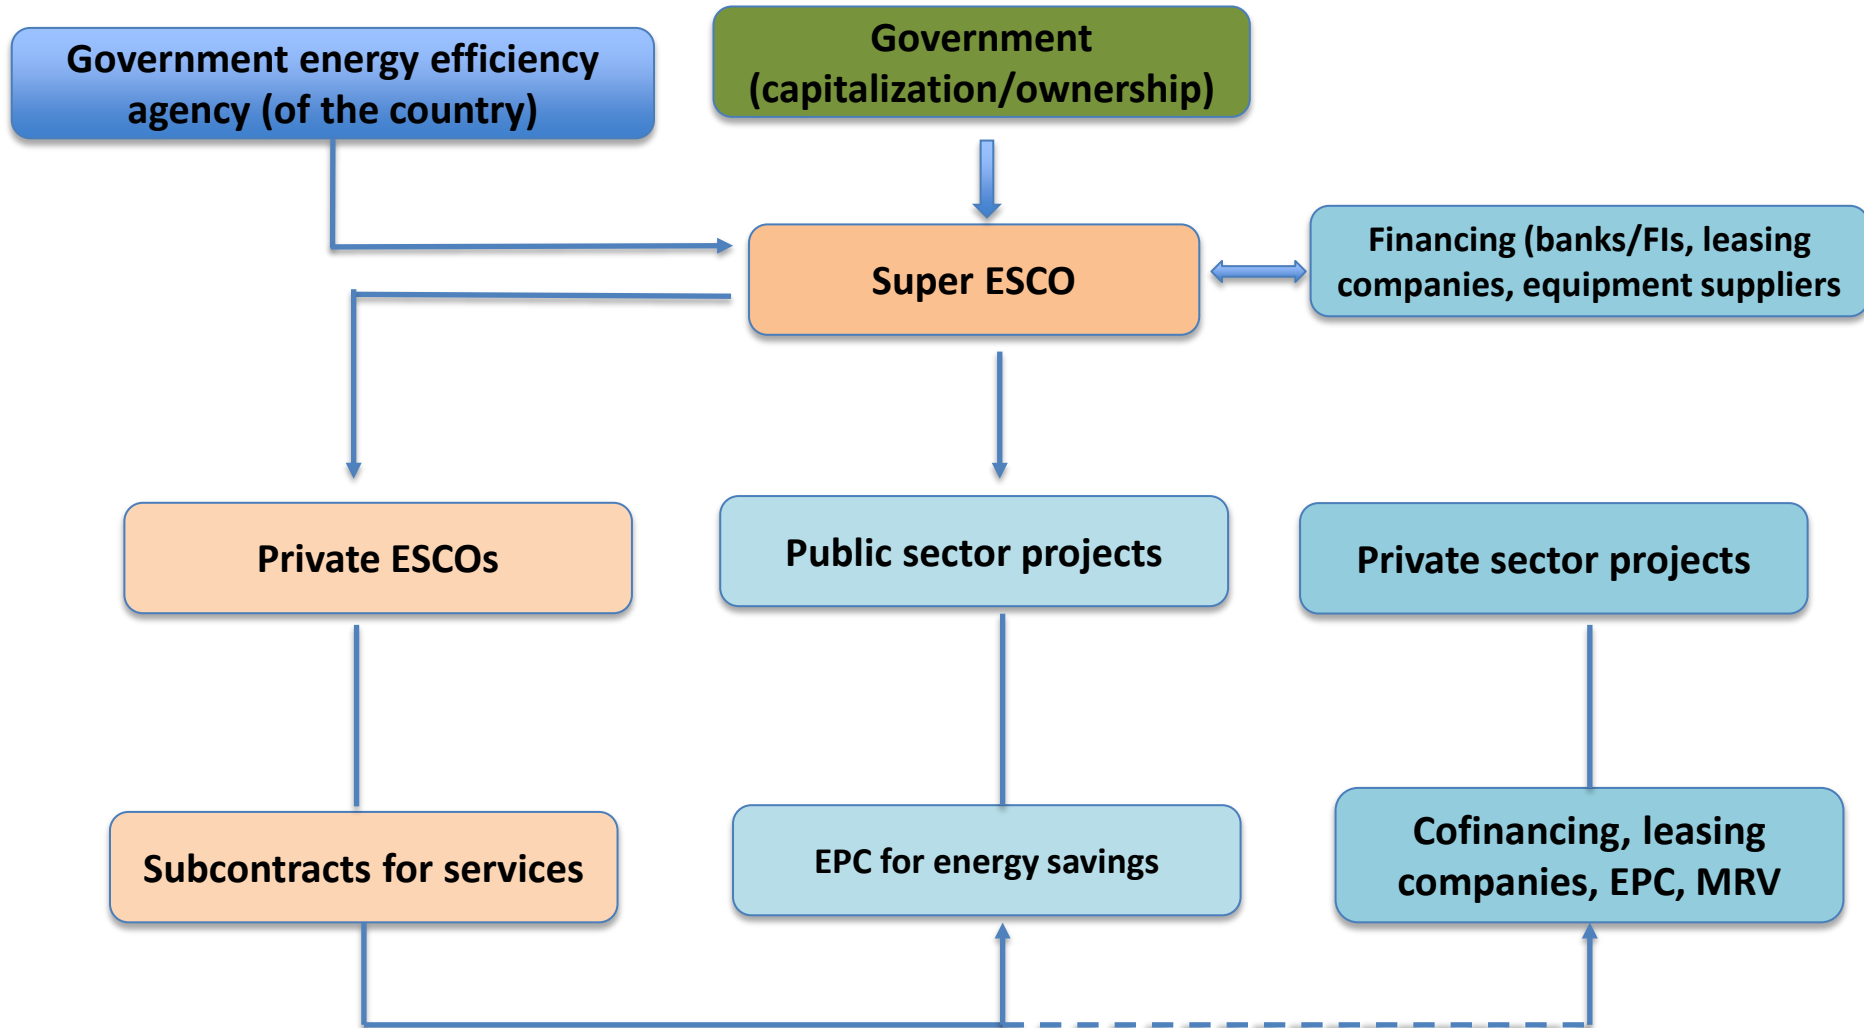 Government energy efficiency
agency (of the country)
Government
(capitalization/ownership)
Super ESCO
Financing (banks/FIs, leasing
companies, equipment suppliers
Private ESCOs
Public sector projects
Private sector projects
Subcontracts for services
EPC for energy savings
Cofinancing, leasing
companies, EPC, MRV